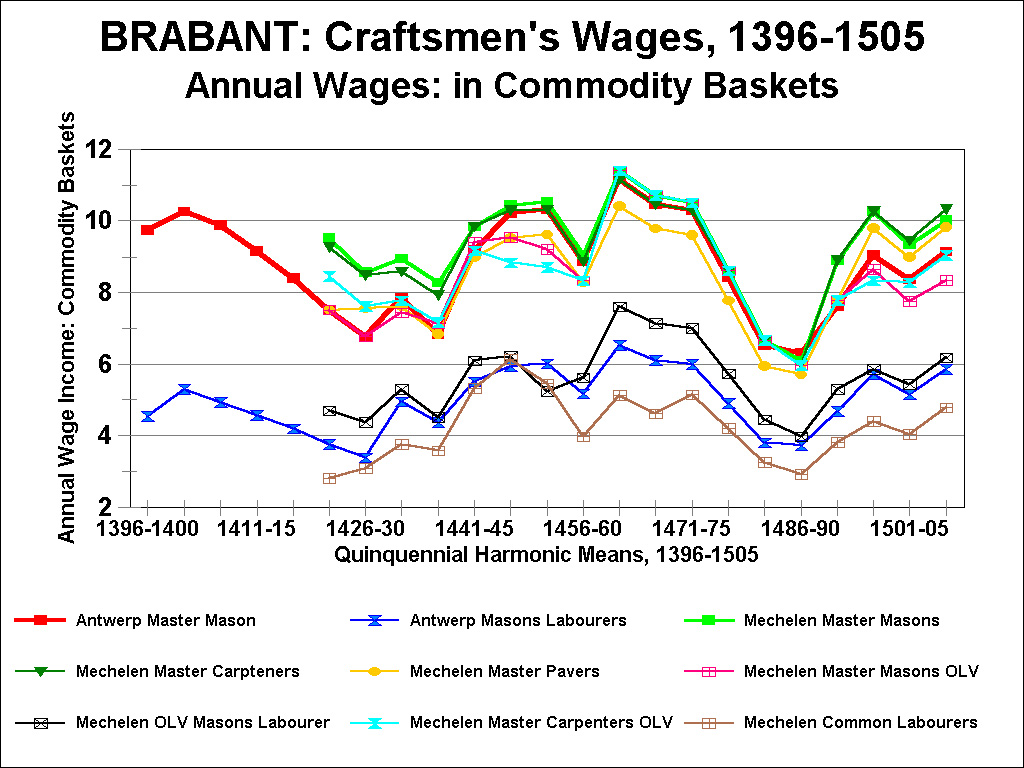 BRABANT: Craftsmen's Wages, 1396-1505
Annual Wages: in Commodity Baskets
Annual Wage Income: Commodity Baskets
12
10
8
6
4
2
1396-1400 1411-15 1426-30 1441-45 1456-60 1471-75 1486-90 1501-05
Quinquennial Harmonic Means, 1396-1505
Antwerp Master Mason Antwerp Masons Labourers Mechelen Master Masons
Mechelen Master Carpteners Mechelen Master Pavers Mechelen Master Masons OLV
Mechelen OLV Masons Labourer Mechelen Master Carpenters OLV Mechelen Common Labourers